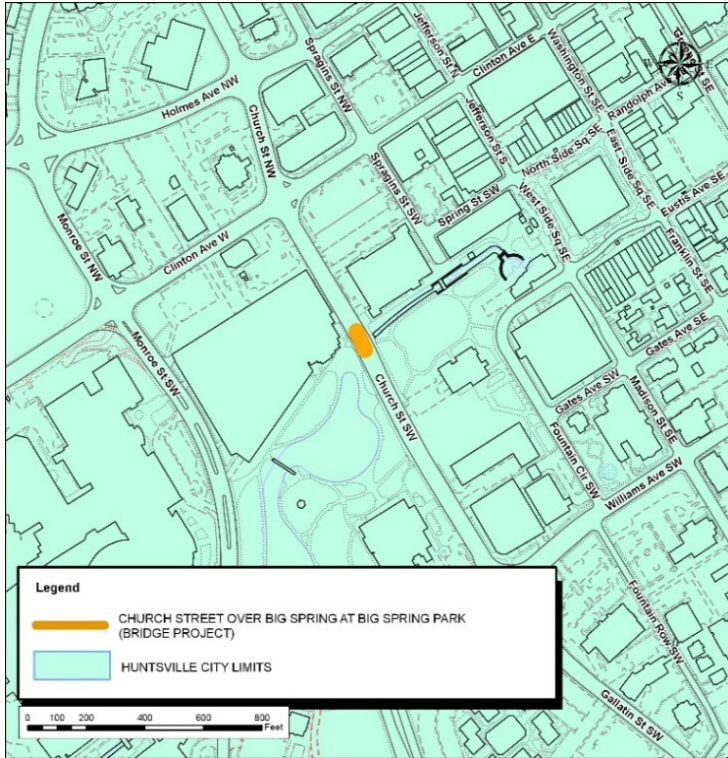 Spragins St NW
Jefferson St N
Clinton Ave E
Washington St SE
Randolph Ave
Holmes Ave NW
Church St NW
Jefferson St S
North Side Sq SE
East Side Sq SE
Eustis Ave SE
Spragins St SW
Spring St SW
West Side Sq SW
Franklin St SE
Monroe St NW
Clinton Ave W
Monroe St SW
Church St SW
Gates Ave SE
Gates Ave SW
Madison St SE
Fountain Cir SW
Williams Ave SW
Fountain Row SW
Gallatin St SW
E
S
Legend
CHURCH STREET OVER BIG SPRING AT BIG SPRING PARK
(BRIDGE PROJECT)
HUNTSVILLE CITY LIMITS
0 100 200 400 600 800
Feet